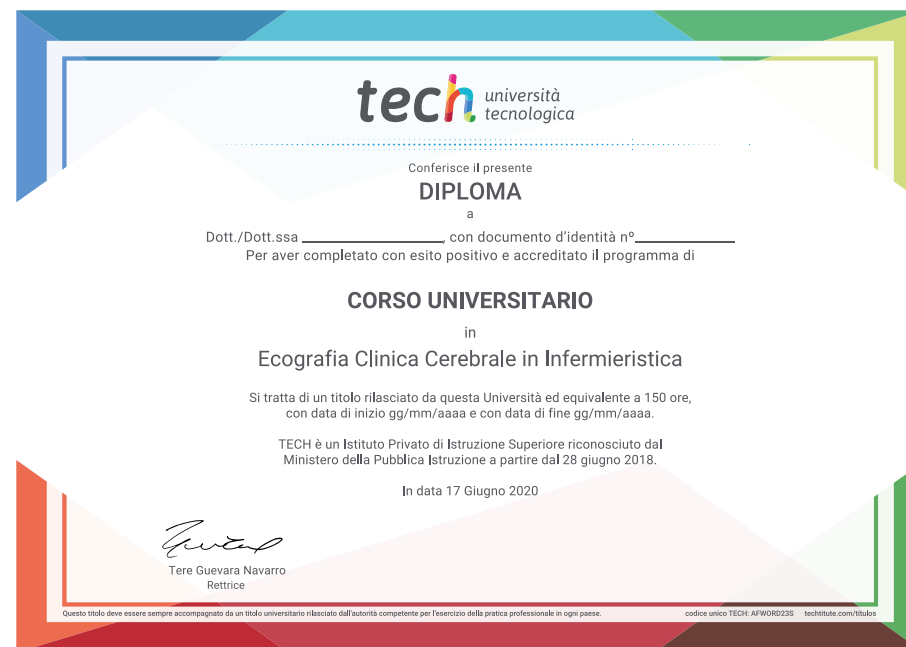 tech università
tecnologica
Conferisce il presente
DIPLOMA
a
Dott./Dott.ssa ____________________, con documento d'identità nº______________
Per aver completato con esito positivo e accreditato il programma di
CORSO UNIVERSITARIO
in
Ecografia Clinica Cerebrale in Infermieristica
Si tratta di un titolo rilasciato da questa Università ed equivalente a 150 ore,
con data di inizio gg/mm/aaaa e con data di fine gg/mm/aaaa.
TECH è un Istituto Privato di Istruzione Superiore riconosciuto dal
Ministero della Pubblica Istruzione a partire dal 28 giugno 2018.
In data 17 Giugno 2020
Tere Guevara Navarro
Rettrice
Questo titolo deve essere sempre accompagnato da un titolo universitario rilasciato dall'autorità competente per l'esercizio della pratica professionale in ogni paese. codice unico TECH: AFWORD23S techtitute.com/títulos